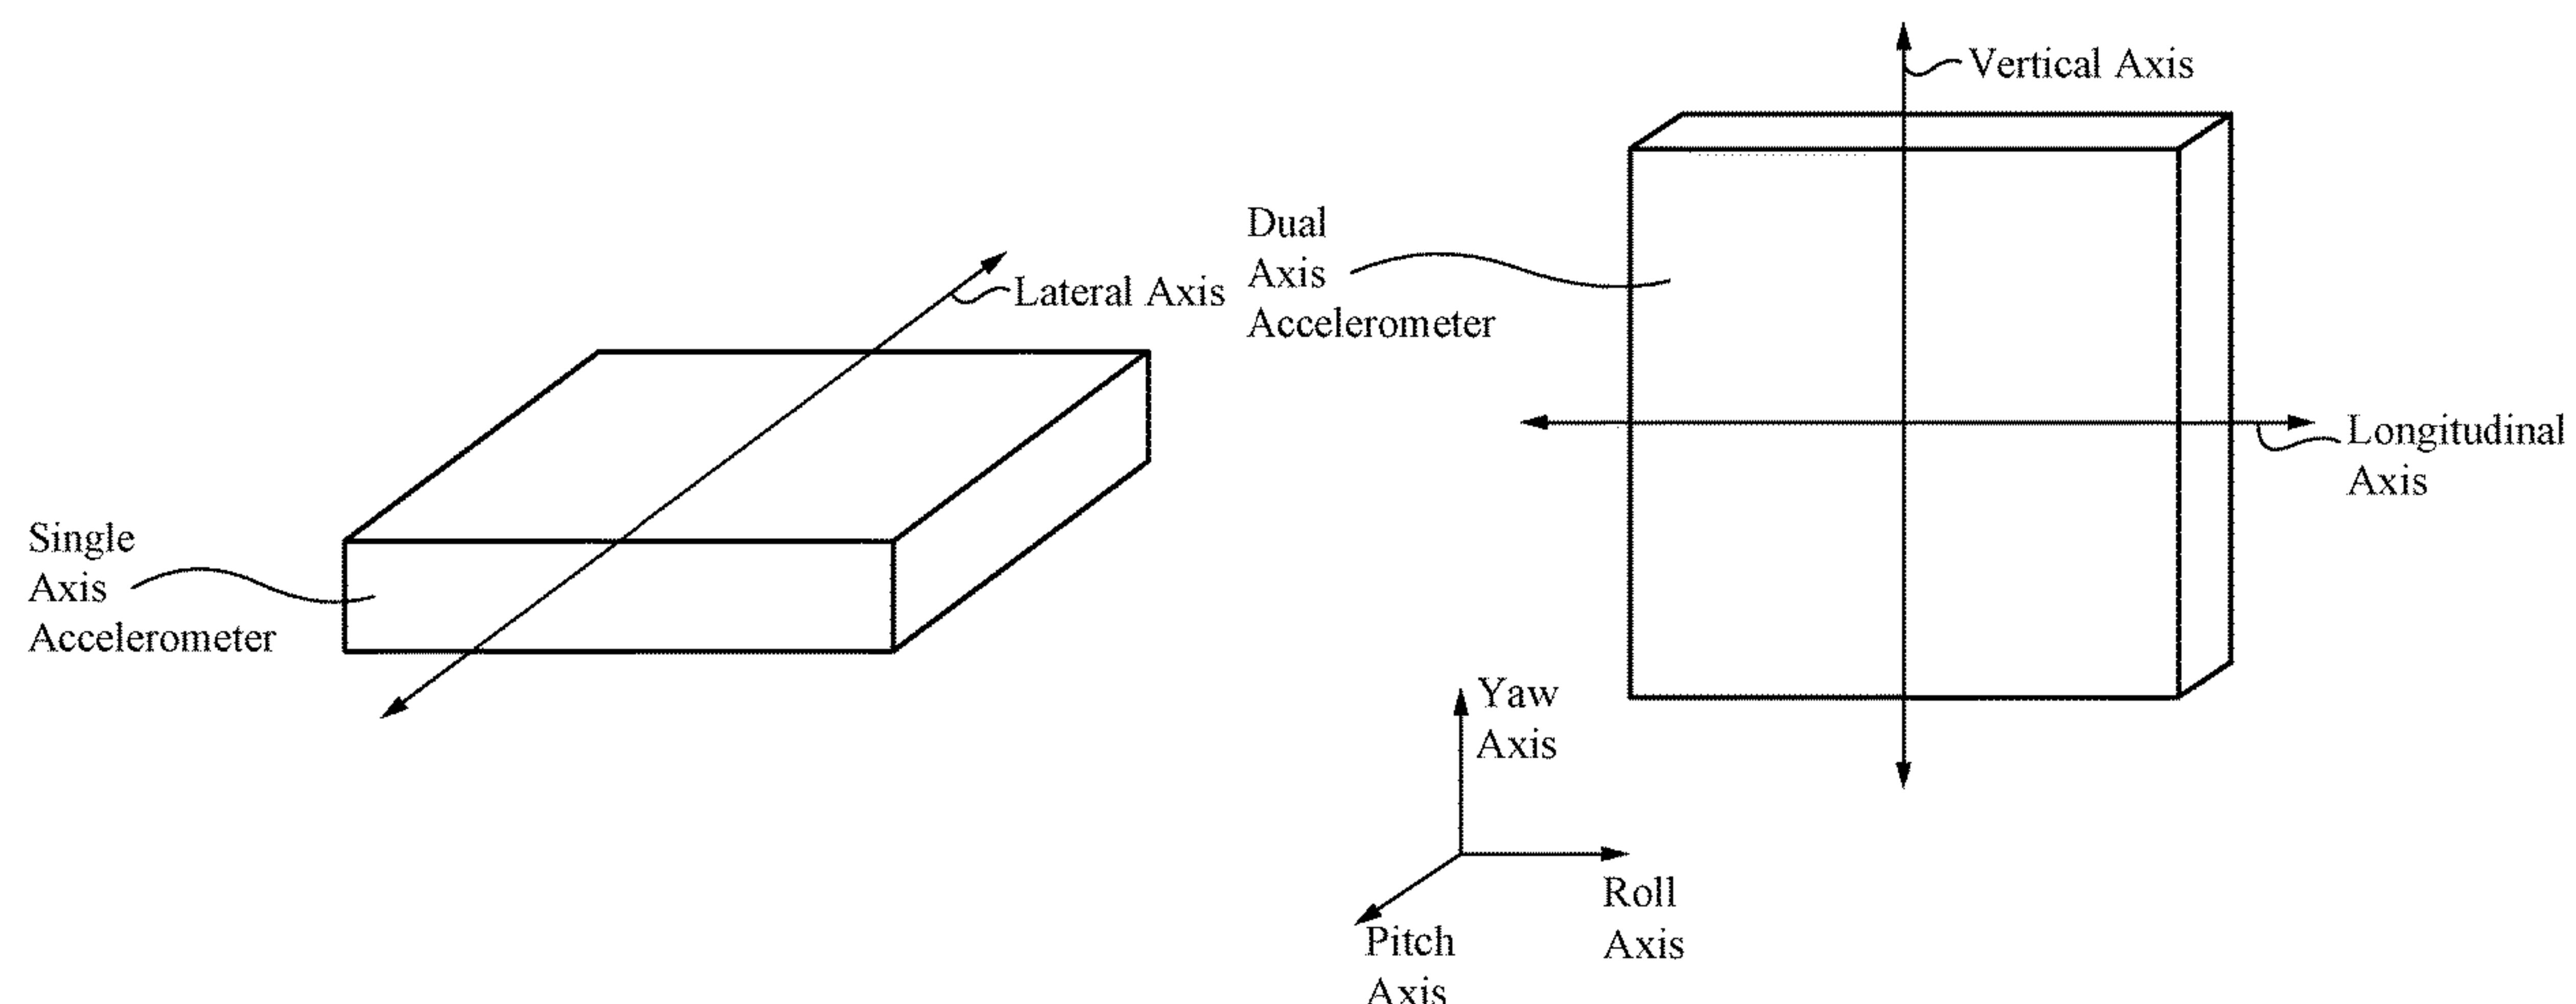 Vertical Axis
Dual
Axis
Accelerometer
Lateral Axis
Longitudinal
Axis
Single
Axis
Accelerometer
Yaw
Axis
Roll
Axis
Pitch
Axis